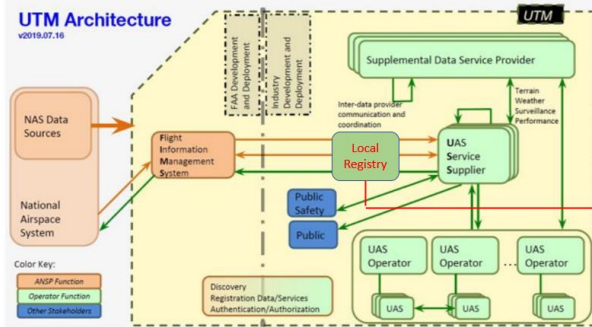 UTM Architecture
v2019.07.16
UTM
FAA Development
and Deployment
Industry
Development and
Deployment
Supplemental Data Service Provider
Inter-data provider
communication and
coordination
Terrain
Weather
Surveillance
Performance
NAS Data
Sources
National
Airspace
System
Flight
Information
Management
System
Local
Registry
UAS
Service
Supplier
Public
Safety
Public
UAS
Operator
UAS
Operator
...
UAS
Operator
UAS
UAS
UAS
Color Key:
ANSP Function
Operator Function
Other Stakeholders
Discovery
Registration Data/Services
Authentication/Authorization